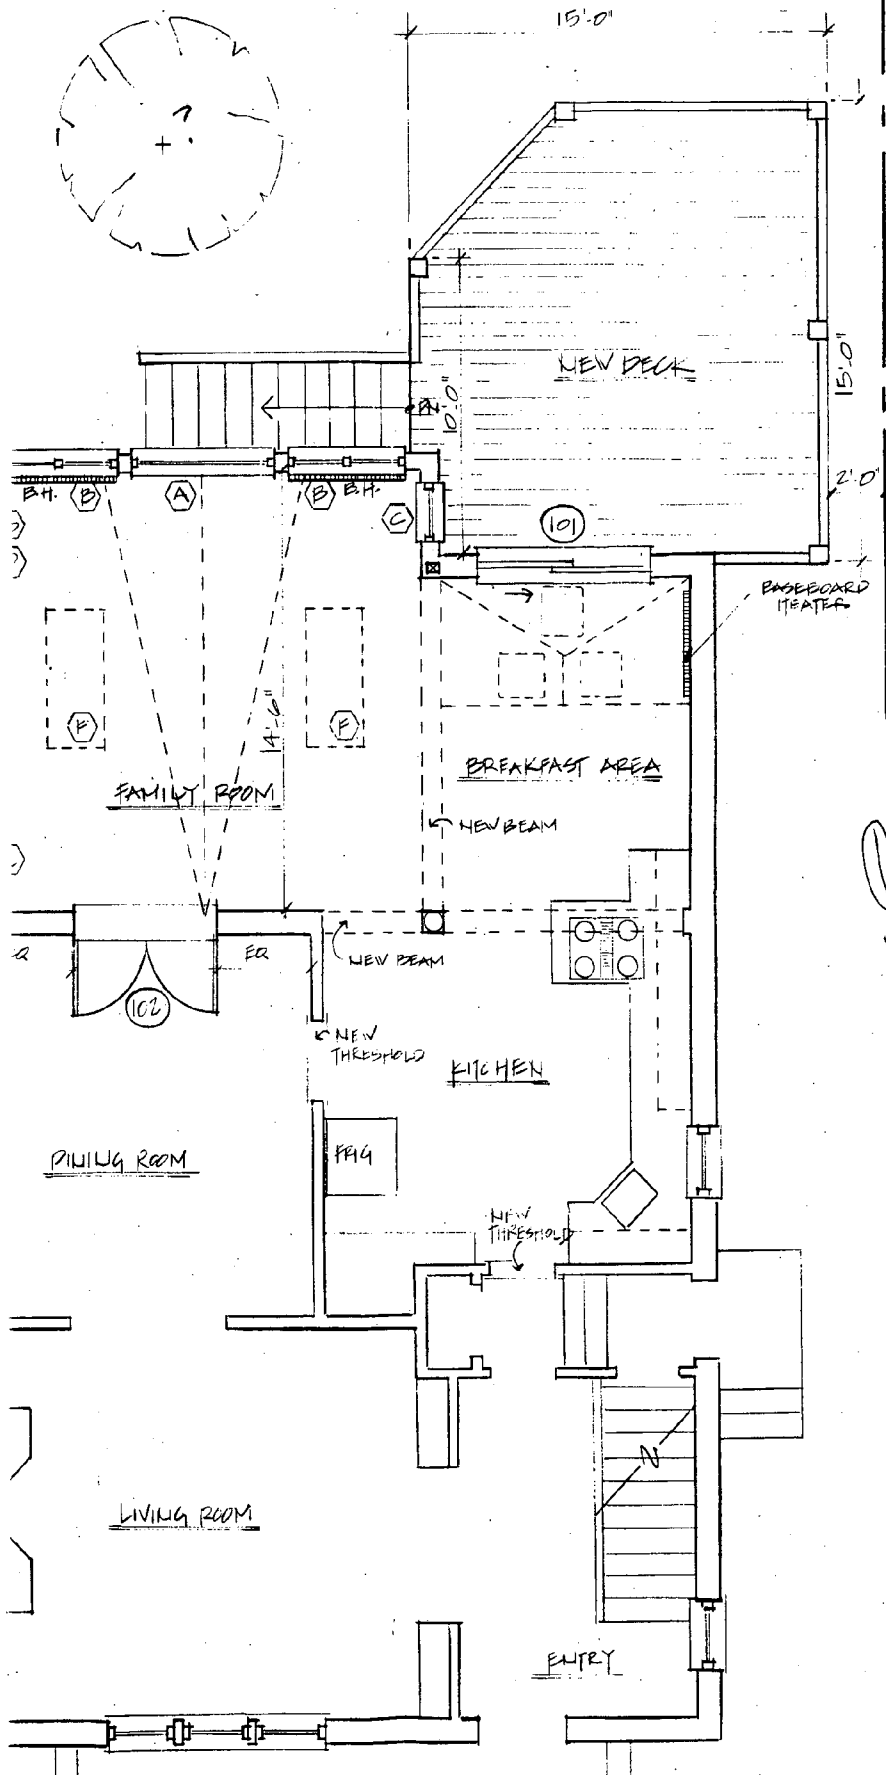 15'-0"
NEW DECK
10'-0"
15'-0"
2'-0"
B.H.
B
A
B
B.H.
C
101
BASEBOARD
HEATER
F
F
14'-6"
FAMILY ROOM
BREAKFAST AREA
NEW BEAM
EQ
NEW BEAM
102
NEW
THRESHOLD
KITCHEN
DINING ROOM
FRIG
NEW
THRESHOLD
LIVING ROOM
ENTRY